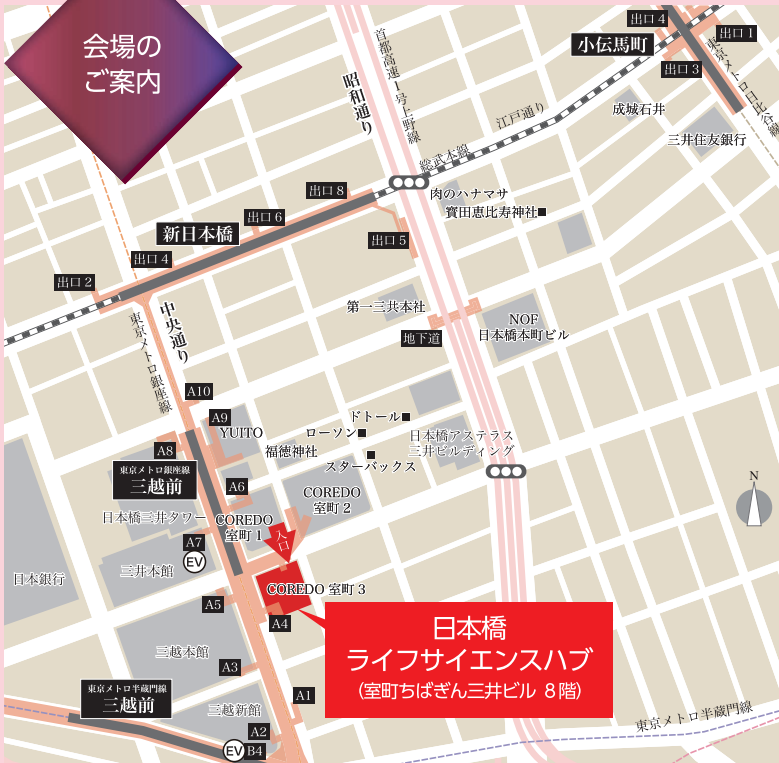 会場の
ご案内
出口 4
小伝馬町
出口 1
出口 3
東京メトロ日比谷線
首都高速1号上野線
昭和通り
江戸通り
成城石井
三井住友銀行
総武本線
出口 8
肉のハナマサ
寳田恵比寿神社
出口 6
新日本橋
出口 5
出口 4
出口 2
中央通り
東京メトロ銀座線
第一三共本社
NOF
日本橋本町ビル
地下道
A10
A9
YUITO
ドトール
ローソン
日本橋アステラス
三井ビルディング
福徳神社
スターバックス
A8
東京メトロ銀座線
三越前
A6
COREDO
室町 2
日本橋三井タワー
COREDO
室町 1
入口
N
A7
EV
三井本館
日本銀行
COREDO 室町 3
A5
A4
日本橋
ライフサイエンスハブ
(室町ちばぎん三井ビル 8階)
三越本館
A3
東京メトロ半蔵門線
三越前
A1
三越新館
A2
EV
B4
東京メトロ半蔵門線